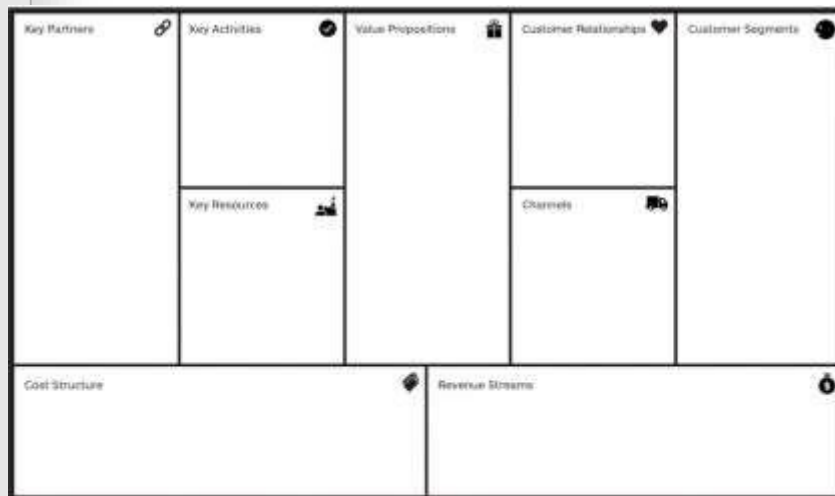 Key Partners
Key Activities
Value Propositions
Customer Relationships
Customer Segments
Key Resources
Channels
Cost Structure
Revenue Streams